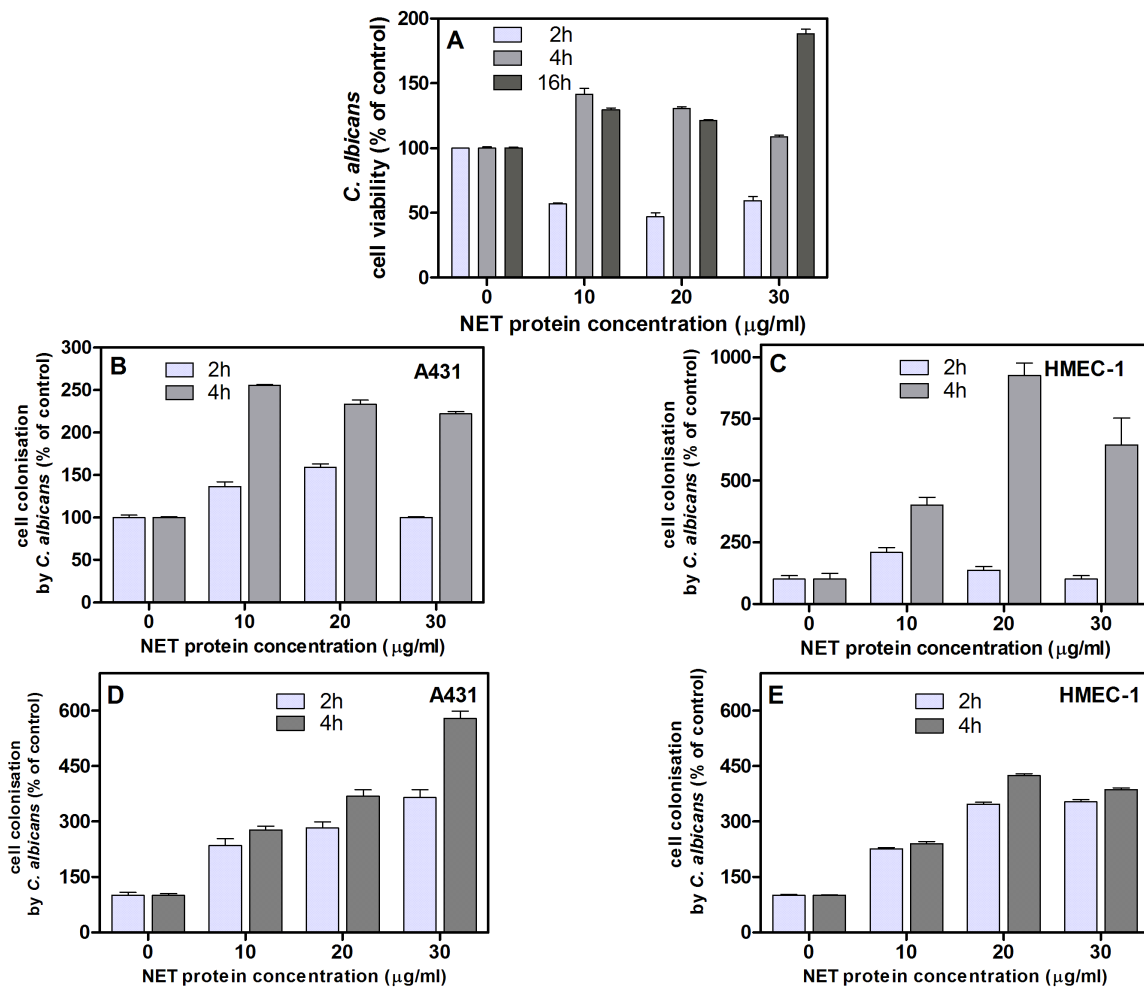 A
2h
4h
16h
C. albicans
cell viability (% of control)
200
150
100
50
0
0 10 20 30
NET protein concentration (μg/ml)
B
A431
2h
4h
cell colonisation
by C. albicans (% of control)
300
250
200
150
100
50
0
0 10 20 30
NET protein concentration (μg/ml)
C
HMEC-1
2h
4h
cell colonisation
by C. albicans (% of control)
1000
750
500
250
0
0 10 20 30
NET protein concentration (μg/ml)
D
A431
2h
4h
cell colonisation
by C. albicans (% of control)
600
450
300
150
0
0 10 20 30
NET protein concentration (μg/ml)
E
HMEC-1
2h
4h
cell colonisation
by C. albicans (% of control)
600
450
300
150
0
0 10 20 30
NET protein concentration (μg/ml)